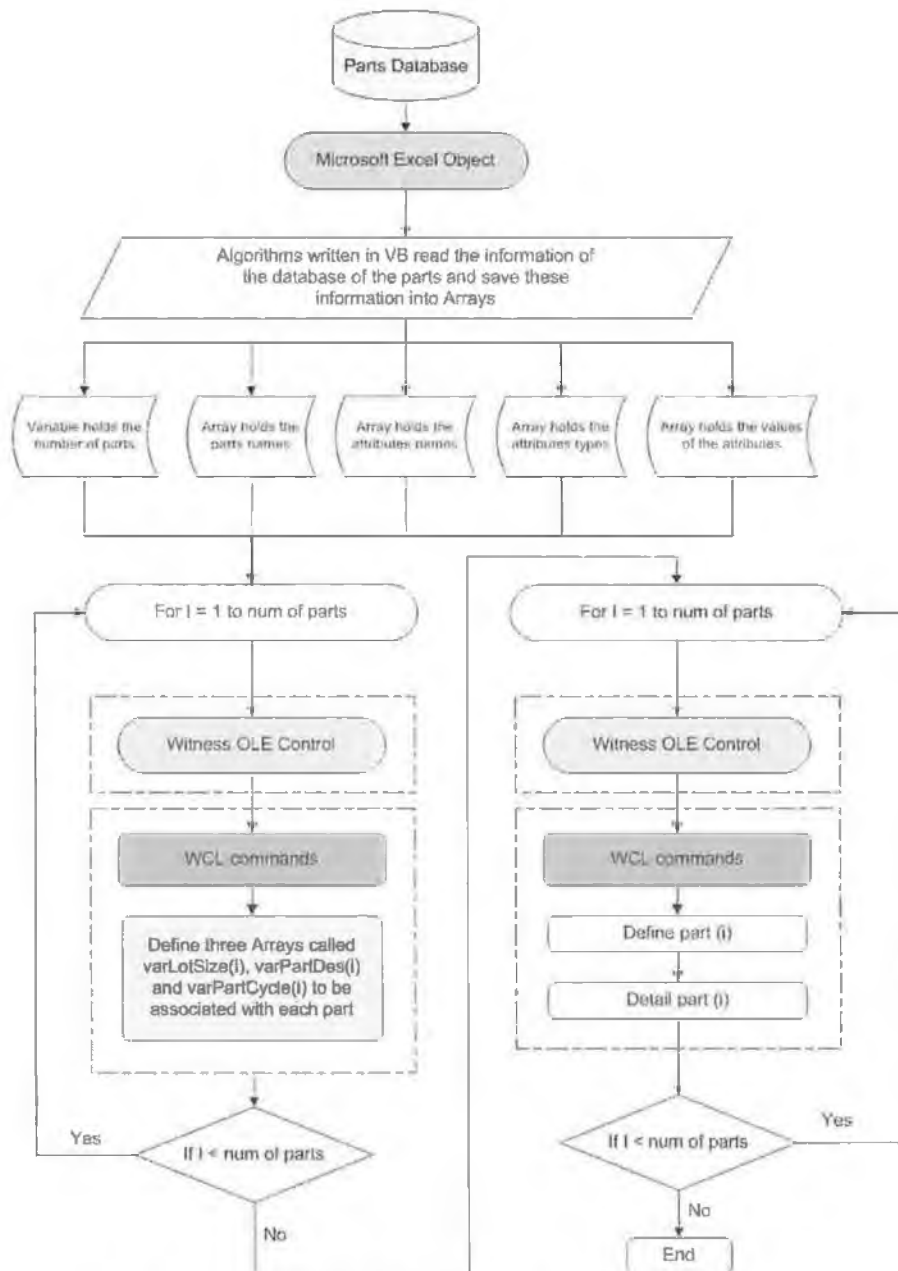 Parts Database
Microsoft Excel Object
Algorithms written in VB read the information of
the database of the parts and save these
information into Arrays
Variable holds the
number of parts
Array holds the
parts names
Array holds the
attributes names
Array holds the
attributes types
Array holds the values
of the attributes
For I = 1 to num of parts
Witness OLE Control
WCL commands
Define three Arrays called
varLotSize(i), varPartDes(i)
and varPartCycle(i) to be
associated with each part
If I < num of parts
Yes
No
For I = 1 to num of parts
Witness OLE Control
WCL commands
Define part (i)
Detail part (i)
If I < num of parts
Yes
No
End